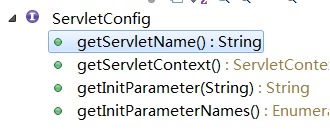 ServletConfig
getServletName() : String
getServletContext() : ServletConte
getInitParameter(String) : String
getInitParameterNames() : Enumera